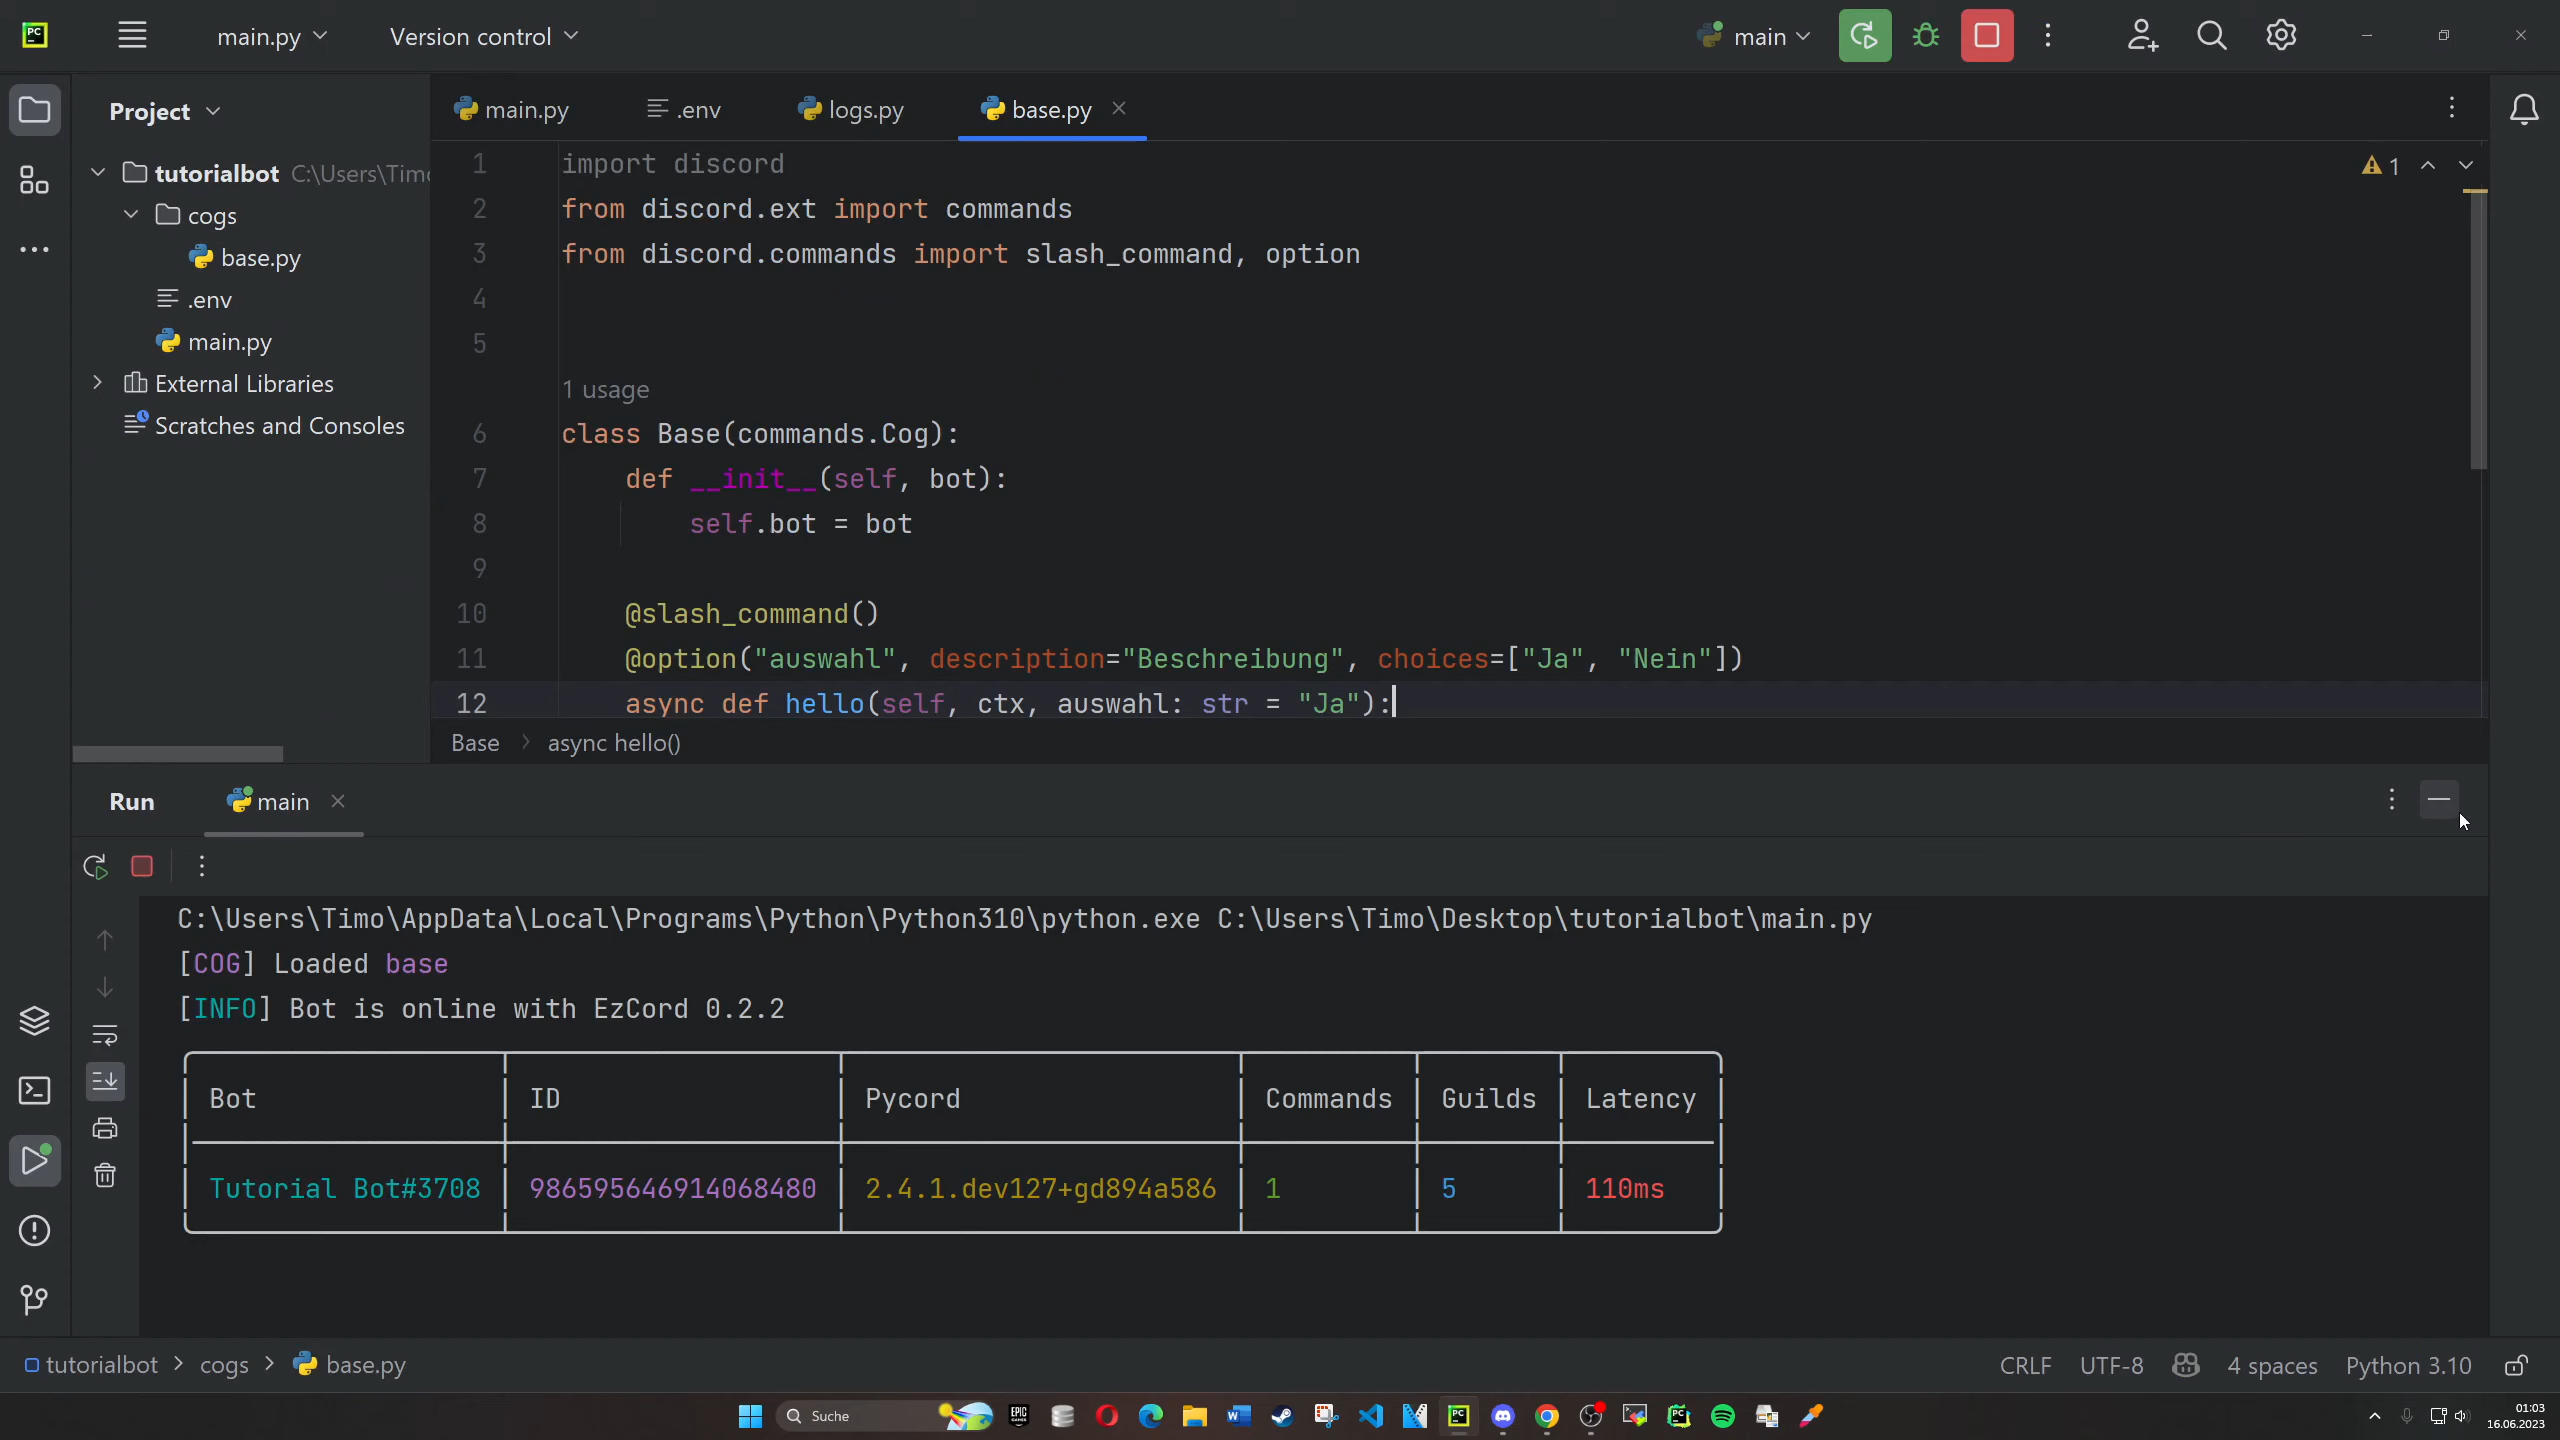 PC
main.py
Version control
main
Project
main.py
.env
logs.py
base.py
tutorialbot C:\Users\Tim
cogs
base.py
.env
main.py
External Libraries
Scratches and Consoles
1
1 import discord
2 from discord.ext import commands
3 from discord.commands import slash_command, option
4
5
1 usage
6 class Base(commands.Cog):
7 def __init__(self, bot):
8 self.bot = bot
9
10 @slash_command()
11 @option("auswahl", description="Beschreibung", choices=["Ja", "Nein"])
12 async def hello(self, ctx, auswahl: str = "Ja"):
Base > async hello()
Run main
C:\Users\Timo\AppData\Local\Programs\Python\Python310\python.exe C:\Users\Timo\Desktop\tutorialbot\main.py
[COG] Loaded base
[INFO] Bot is online with EzCord 0.2.2
Bot ID Pycord Commands Guilds Latency
Tutorial Bot#3708 986595646914068480 2.4.1.dev127+gd894a586 1 5 110ms
tutorialbot > cogs > base.py
CRLF UTF-8 4 spaces Python 3.10
Suche
EPIC GAMES
01:03
16.06.2023